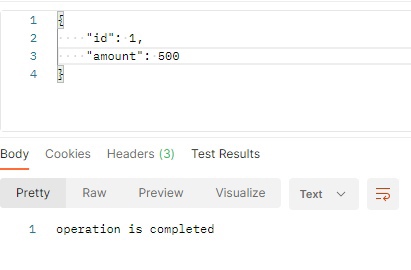 1 {
2 "id": 1,
3 "amount": 500
4 }
Body Cookies Headers (3) Test Results
Pretty Raw Preview Visualize Text
1 operation is completed